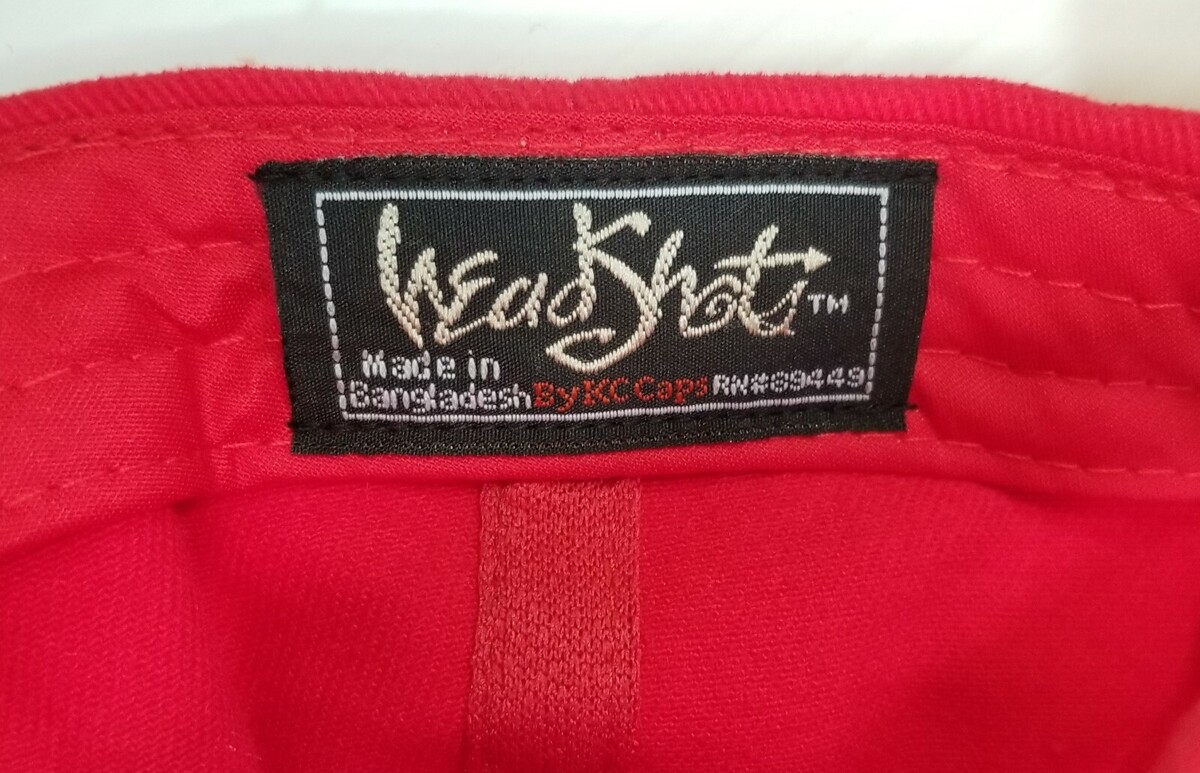 HEadShots™
Made in
Bangladesh By KC Caps RN#89449